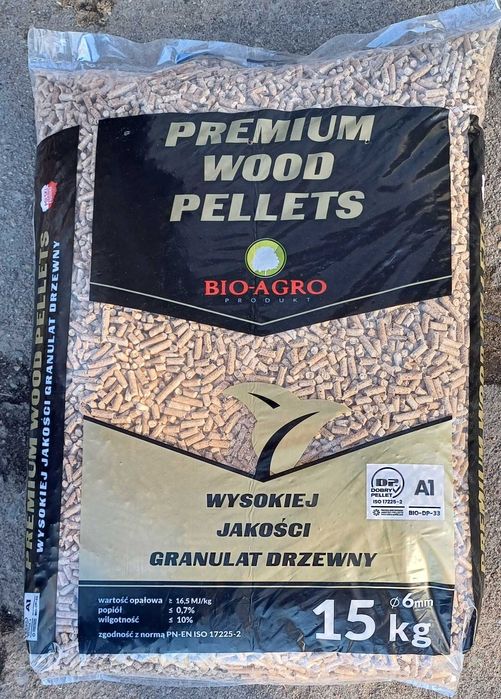 PREMIUM
WOOD
PELLETS
BIO-AGRO
PRODUKT
PREMIUM WOOD PELLETS
WYSOKIEJ JAKOŚCI GRANULAT DRZEWNY
WYSOKIEJ
JAKOŚCI
GRANULAT DRZEWNY
DP
DOBRY
PELLET
ISO 17225-2
A1
BIO-DP-33
wartość opałowa ≥ 16,5 MJ/kg
popiół ≤ 0,7%
wilgotność ≤ 10%
zgodność z normą PN-EN ISO 17225-2
Ø 6mm
15 kg
A1